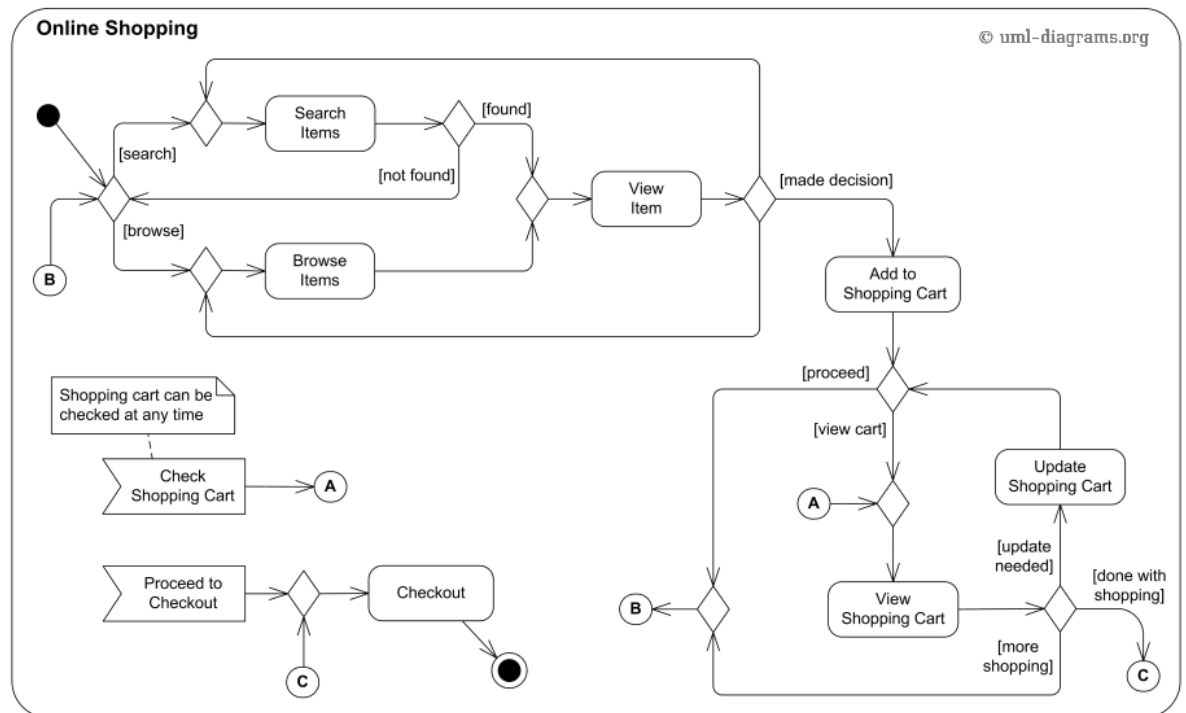 Online Shopping
© uml-diagrams.org
Search
Items
[found]
[search]
[not found]
[made decision]
View
Item
[browse]
B
Browse
Items
Add to
Shopping Cart
Shopping cart can be
checked at any time
[proceed]
[view cart]
Check
Shopping Cart
A
A
Update
Shopping Cart
[update
needed]
[done with
shopping]
Proceed to
Checkout
Checkout
B
View
Shopping Cart
[more
shopping]
C
C